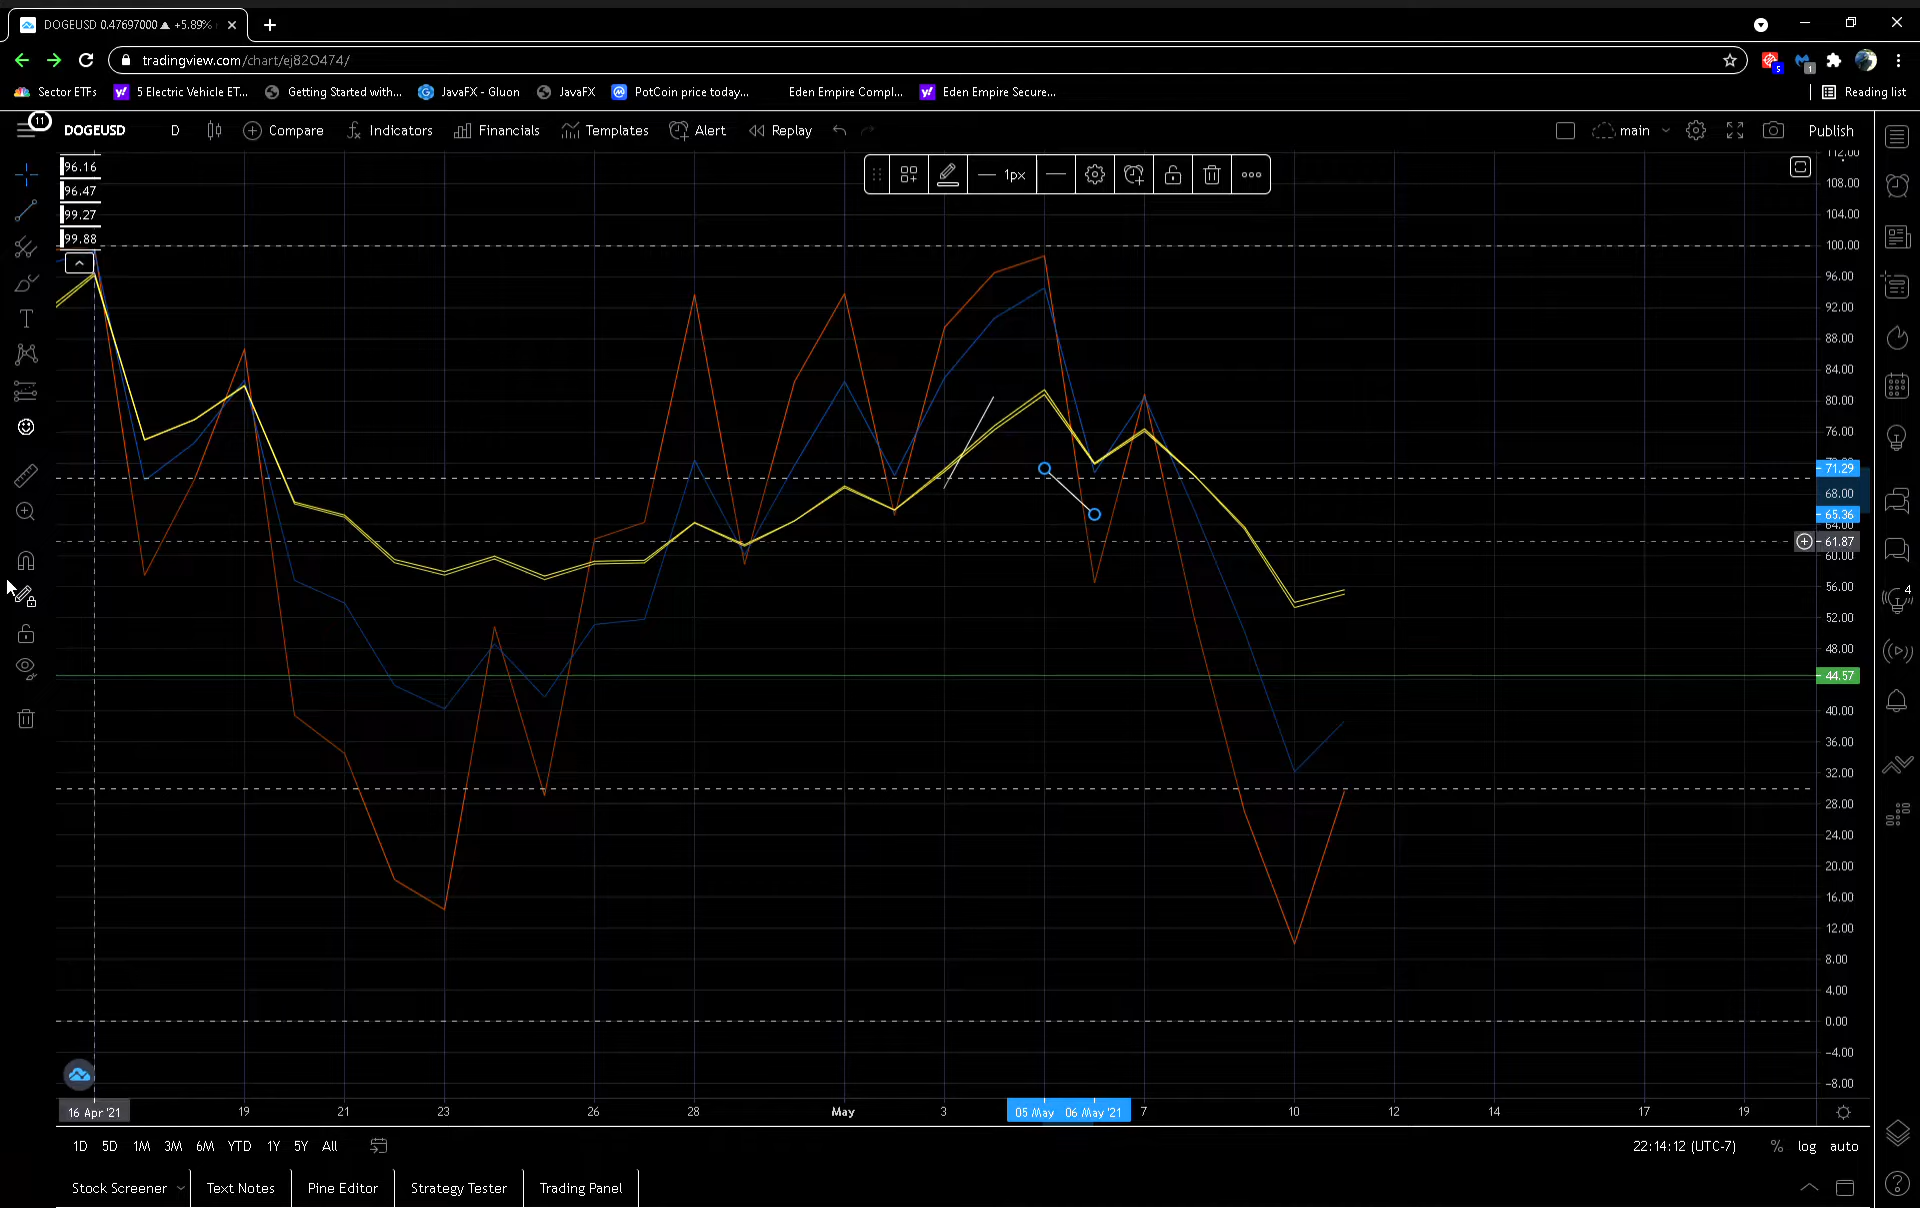 DOGEUSD 0.47697000 ▲ +5.89%
tradingview.com/chart/ej82O474/
5
1
Sector ETFs
5 Electric Vehicle ET...
Getting Started with...
JavaFX - Gluon
JavaFX
PotCoin price today...
Eden Empire Compl...
Eden Empire Secure...
Reading list
11
DOGEUSD
D
Compare
Indicators
Financials
Templates
Alert
Replay
main
Publish
96.16
96.47
99.27
99.88
1px
112.00
108.00
104.00
100.00
96.00
92.00
88.00
84.00
80.00
76.00
71.29
68.00
65.36
64.00
61.87
60.00
56.00
52.00
48.00
44.57
40.00
36.00
32.00
28.00
24.00
20.00
16.00
12.00
8.00
4.00
0.00
−4.00
−8.00
4
16 Apr '21
19
21
23
26
28
May
3
05 May
06 May '21
7
10
12
14
17
19
1D 5D 1M 3M 6M YTD 1Y 5Y All
22:14:12 (UTC-7)
% log auto
Stock Screener
Text Notes
Pine Editor
Strategy Tester
Trading Panel